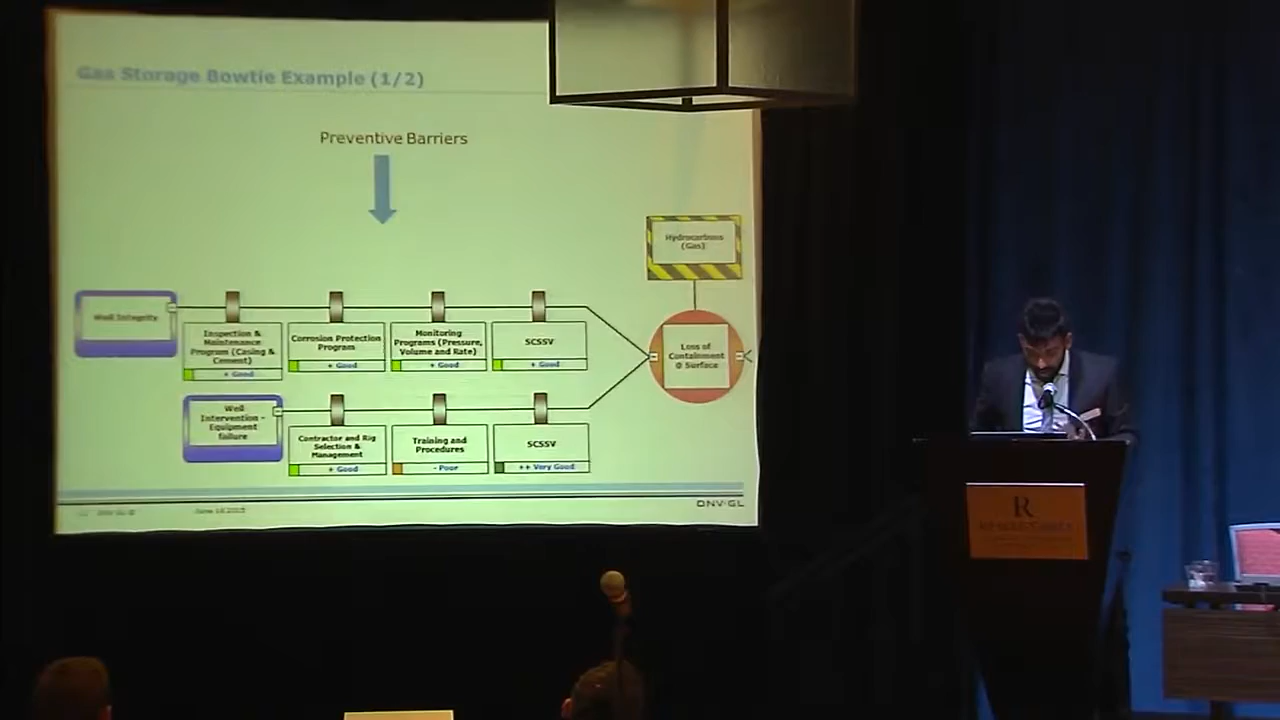 Gas Storage Bowtie Example (1/2)
Preventive Barriers
Hydrocarbons
(Gas)
Well Integrity
Inspection &
Maintenance
Program (Casing &
Cement)
+ Good
Corrosion Protection
Program
+ Good
Monitoring
Programs (Pressure,
Volume and Rate)
+ Good
SCSSV
+ Good
Loss of
Containment
@ Surface
Well
Intervention -
Equipment
failure
Contractor and Rig
Selection &
Management
+ Good
Training and
Procedures
- Poor
SCSSV
++ Very Good
DNV GL ©
DNV·GL
R